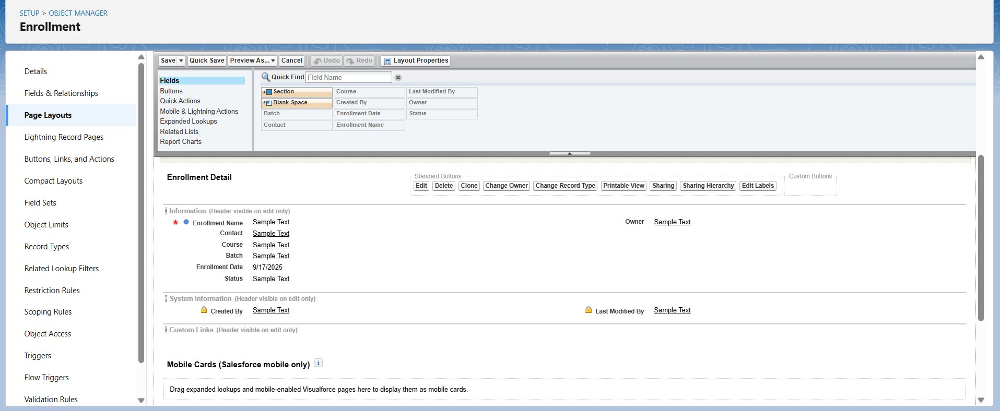 SETUP > OBJECT MANAGER
Enrollment
Details
Fields & Relationships
Page Layouts
Lightning Record Pages
Buttons, Links, and Actions
Compact Layouts
Field Sets
Object Limits
Record Types
Related Lookup Filters
Restriction Rules
Scoping Rules
Object Access
Triggers
Flow Triggers
Validation Rules
Save Quick Save Preview As... Cancel Undo Redo Layout Properties
Fields
Buttons
Quick Actions
Mobile & Lightning Actions
Expanded Lookups
Related Lists
Report Charts
Quick Find Field Name
Section Course Last Modified By
Blank Space Created By Owner
Batch Enrollment Date Status
Contact Enrollment Name
Enrollment Detail
Standard Buttons
Edit Delete Clone Change Owner Change Record Type Printable View Sharing Sharing Hierarchy Edit Labels
Custom Buttons
Information (Header visible on edit only)
* Enrollment Name Sample Text Owner Sample Text
Contact Sample Text
Course Sample Text
Batch Sample Text
Enrollment Date 9/17/2025
Status Sample Text
System Information (Header visible on edit only)
Created By Sample Text Last Modified By Sample Text
Custom Links (Header visible on edit only)
Mobile Cards (Salesforce mobile only) i
Drag expanded lookups and mobile-enabled Visualforce pages here to display them as mobile cards.